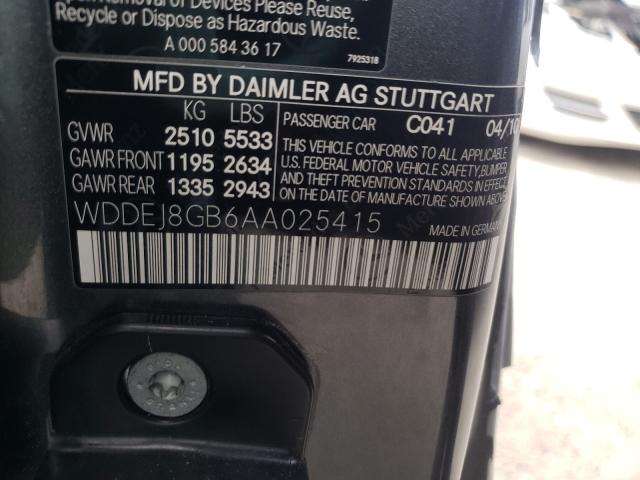 Upon Removal of Devices Please Reuse,
Recycle or Dispose as Hazardous Waste.
A 000 584 36 17
7925318
MFD BY DAIMLER AG STUTTGART
KG LBS
PASSENGER CAR C041 04/10
GVWR 2510 5533
GAWR FRONT 1195 2634
GAWR REAR 1335 2943
THIS VEHICLE CONFORMS TO ALL APPLICABLE
U.S. FEDERAL MOTOR VEHICLE SAFETY, BUMPER
AND THEFT PREVENTION STANDARDS IN EFFECT ON
THE DATE OF MANUFACTURE SHOWN ABOVE
WDDEJ8GB6AA025415
MADE IN GERMANY